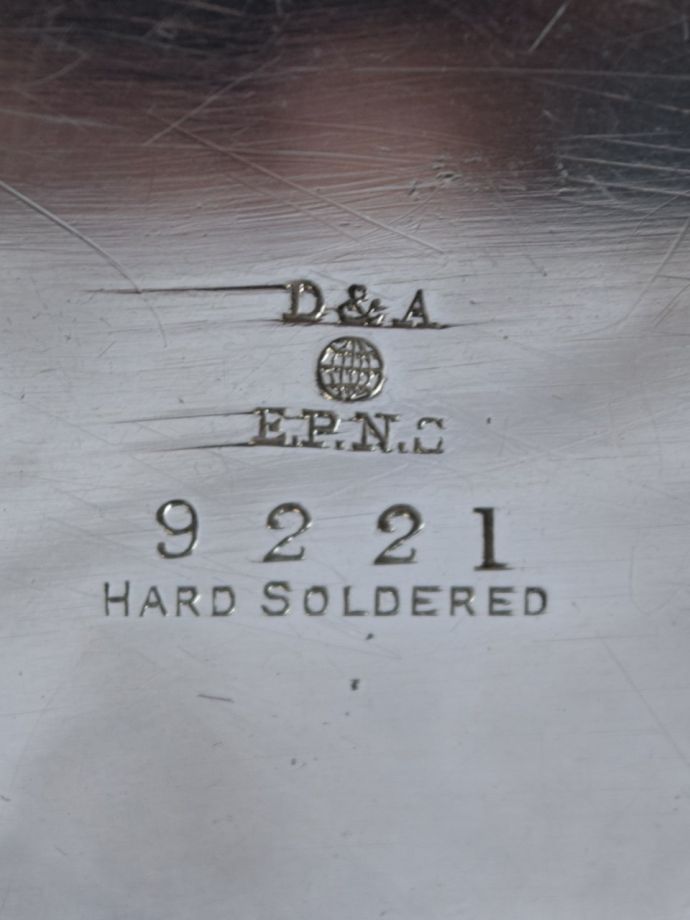 D & A
E.P.N.S
9 2 2 1
HARD SOLDERED